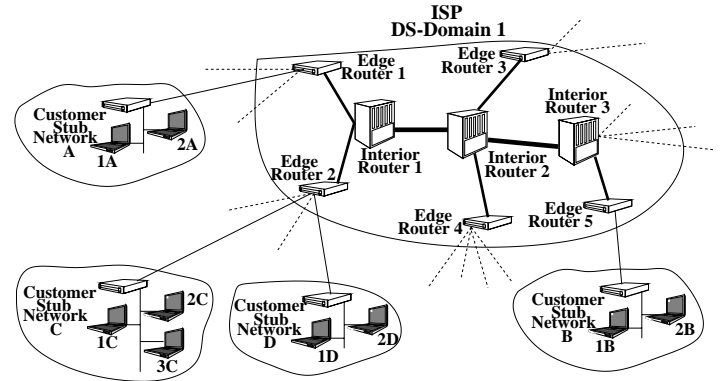 ISP
DS-Domain 1
Edge
Router 1
Edge
Router 3
Interior
Router 3
Customer
Stub
Network
A
1A
2A
Interior
Router 1
Interior
Router 2
Edge
Router 2
Edge
Router 4
Edge
Router 5
Customer
Stub
Network
C
1C
2C
3C
Customer
Stub
Network
D
1D
2D
Customer
Stub
Network
B
1B
2B